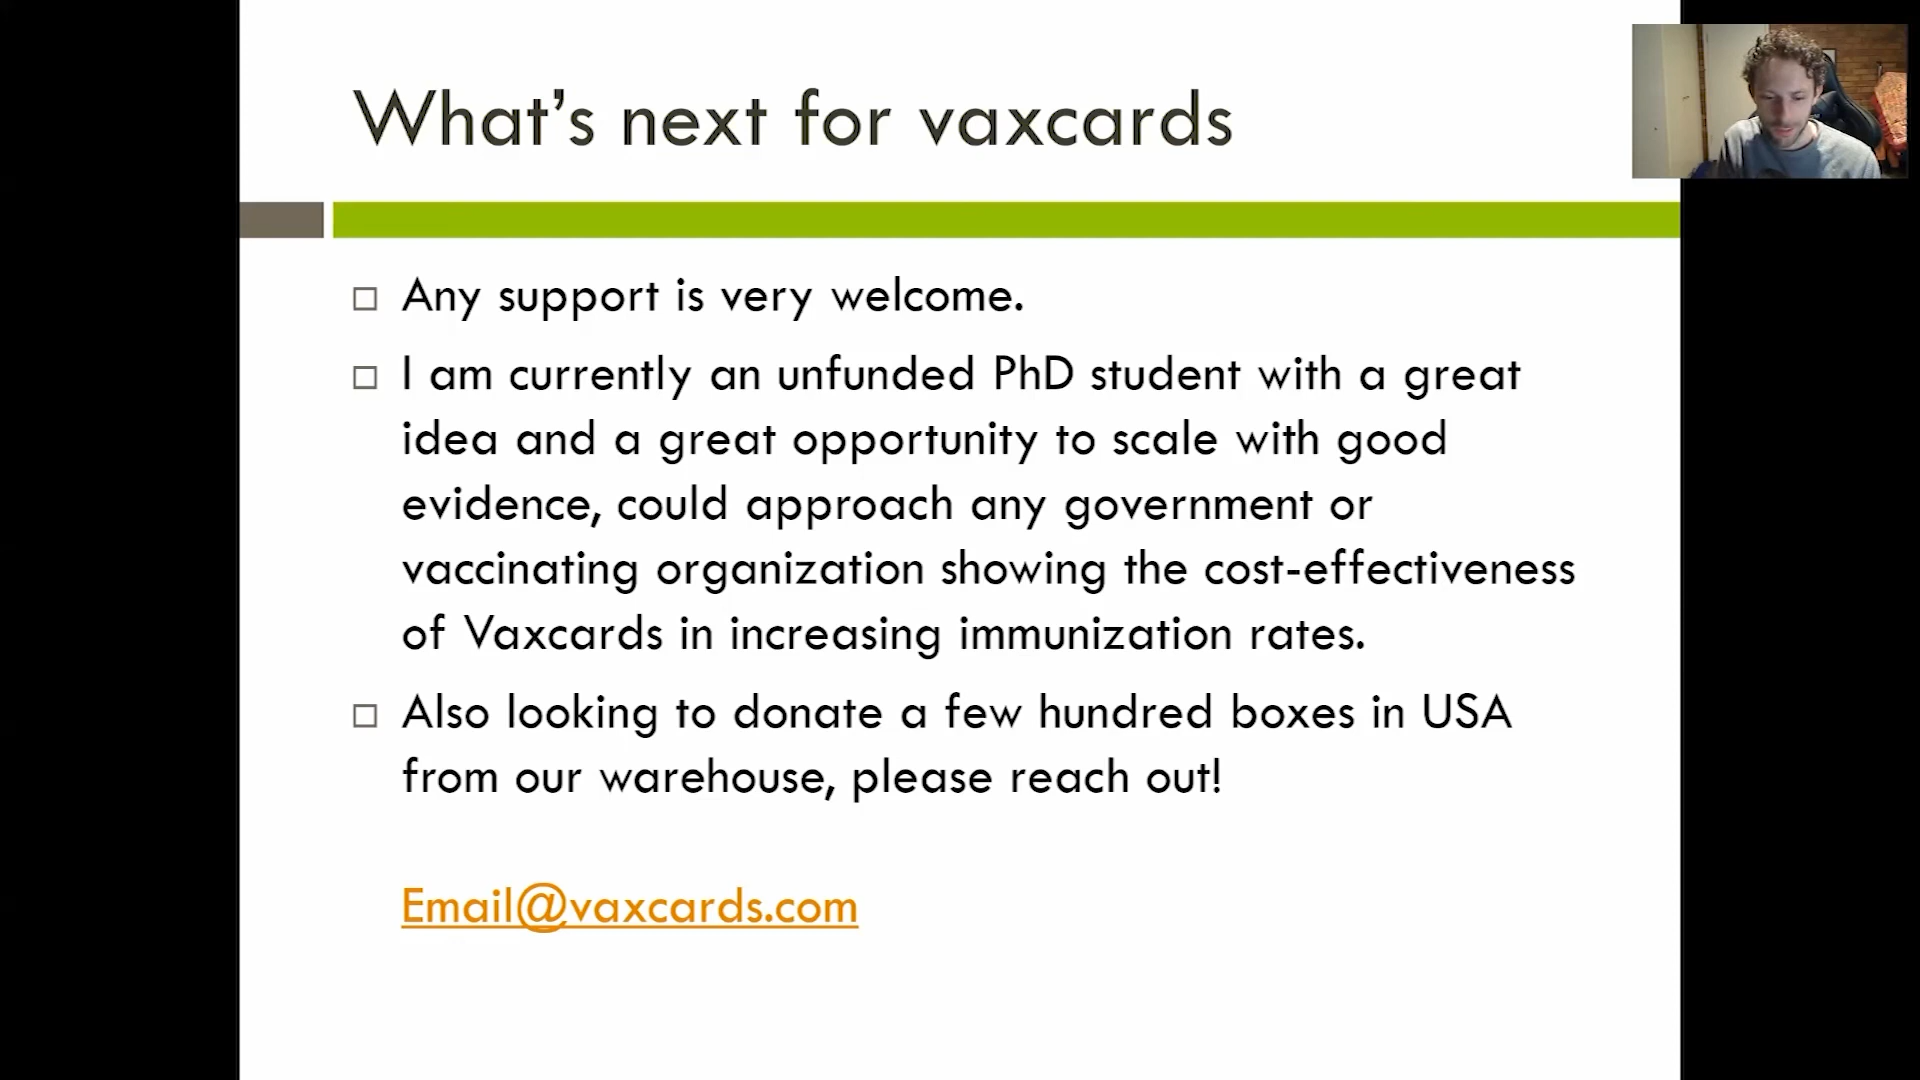 What's next for vaxcards
Any support is very welcome.
I am currently an unfunded PhD student with a great
idea and a great opportunity to scale with good
evidence, could approach any government or
vaccinating organization showing the cost-effectiveness
of Vaxcards in increasing immunization rates.
Also looking to donate a few hundred boxes in USA
from our warehouse, please reach out!
Email@vaxcards.com